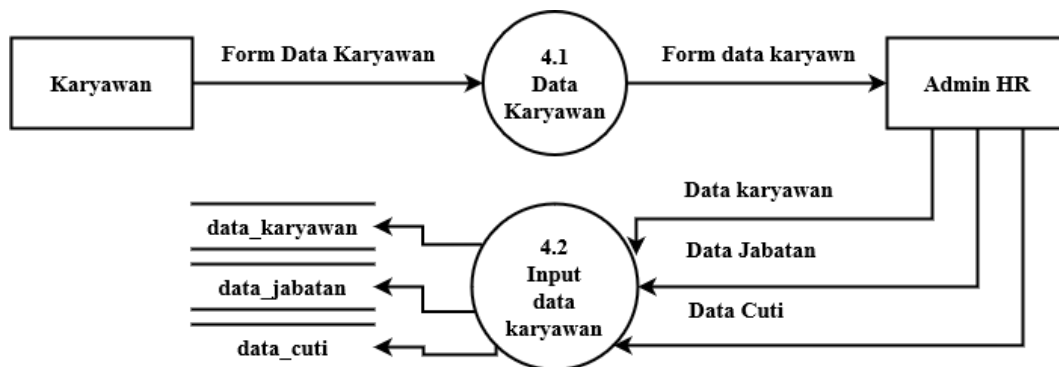 Form Data Karyawan
Form data karyawn
Karyawan
4.1
Data
Karyawan
Admin HR
Data karyawan
data_karyawan
4.2
Input
data
karyawan
Data Jabatan
data_jabatan
Data Cuti
data_cuti